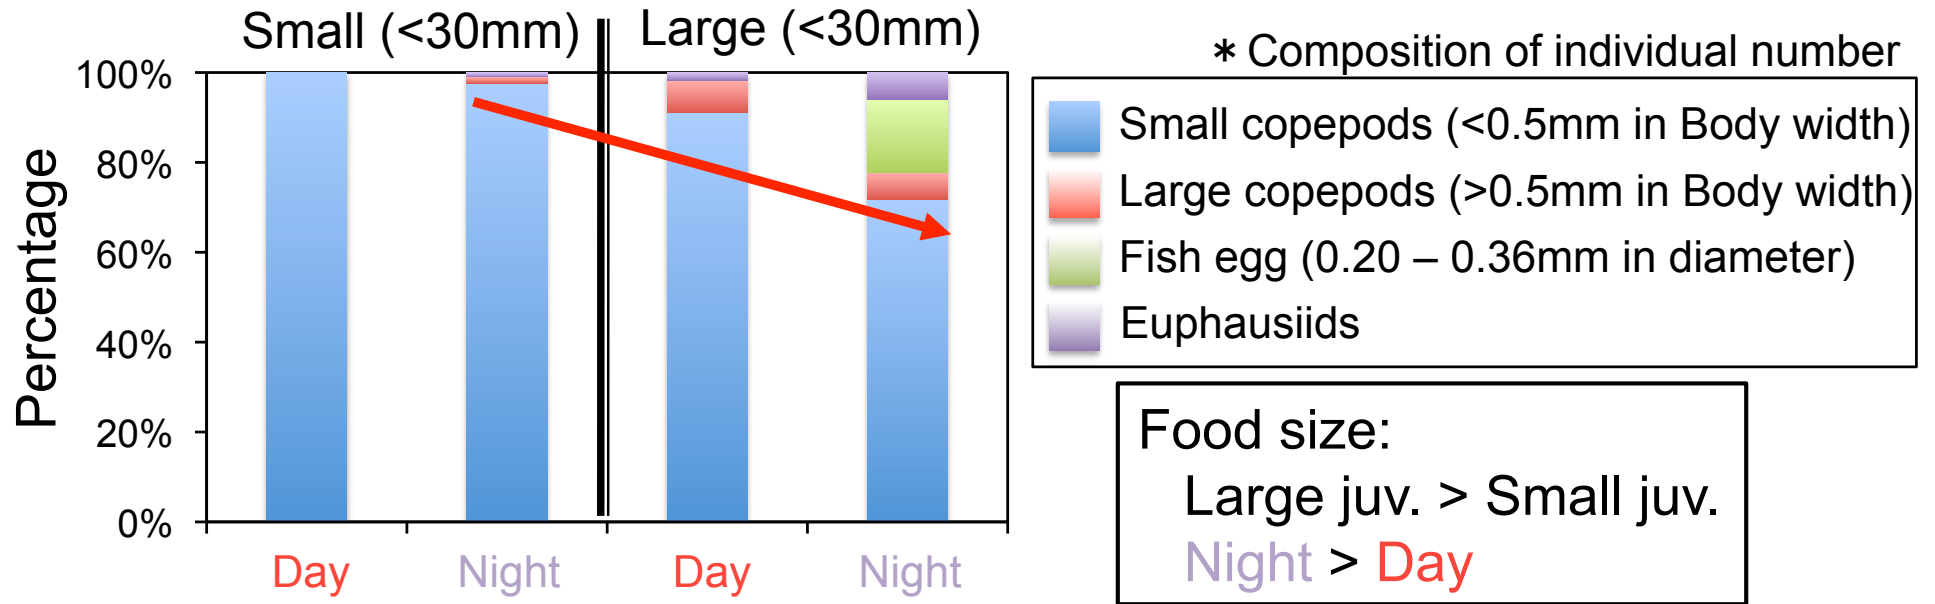 Small (<30mm)
Large (<30mm)
* Composition of individual number
Percentage
100%
80%
60%
40%
20%
0%
Day
Night
Day
Night
Small copepods (<0.5mm in Body width)
Large copepods (>0.5mm in Body width)
Fish egg (0.20 – 0.36mm in diameter)
Euphausiids
Food size:
Large juv. > Small juv.
Night > Day